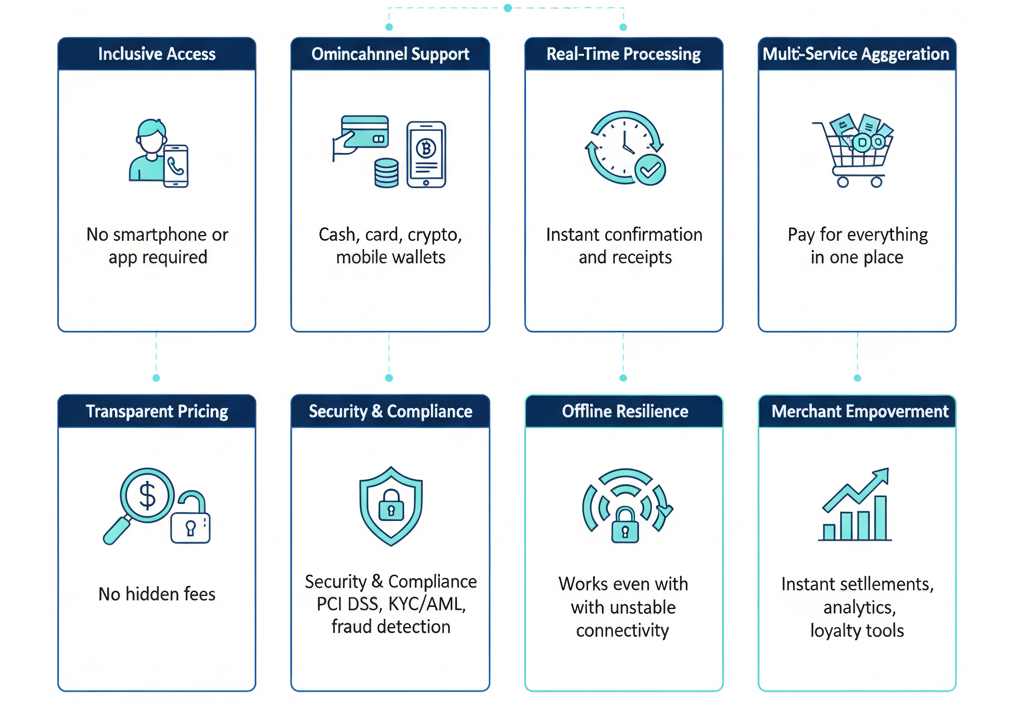 Inclusive Access
No smartphone or
app required
Omincahnnel Support
Cash, card, crypto,
mobile wallets
Real-Time Processing
Instant confirmation
and receipts
Multi-Service Aggeration
Pay for everything
in one place
Transparent Pricing
$
No hidden fees
Security & Compliance
Security & Compliance
PCI DSS, KYC/AML,
fraud detection
Offline Resilience
Works even with
with unstable
connectivity
Merchant Empoverment
Instant setllements,
analytics,
loyalty tools